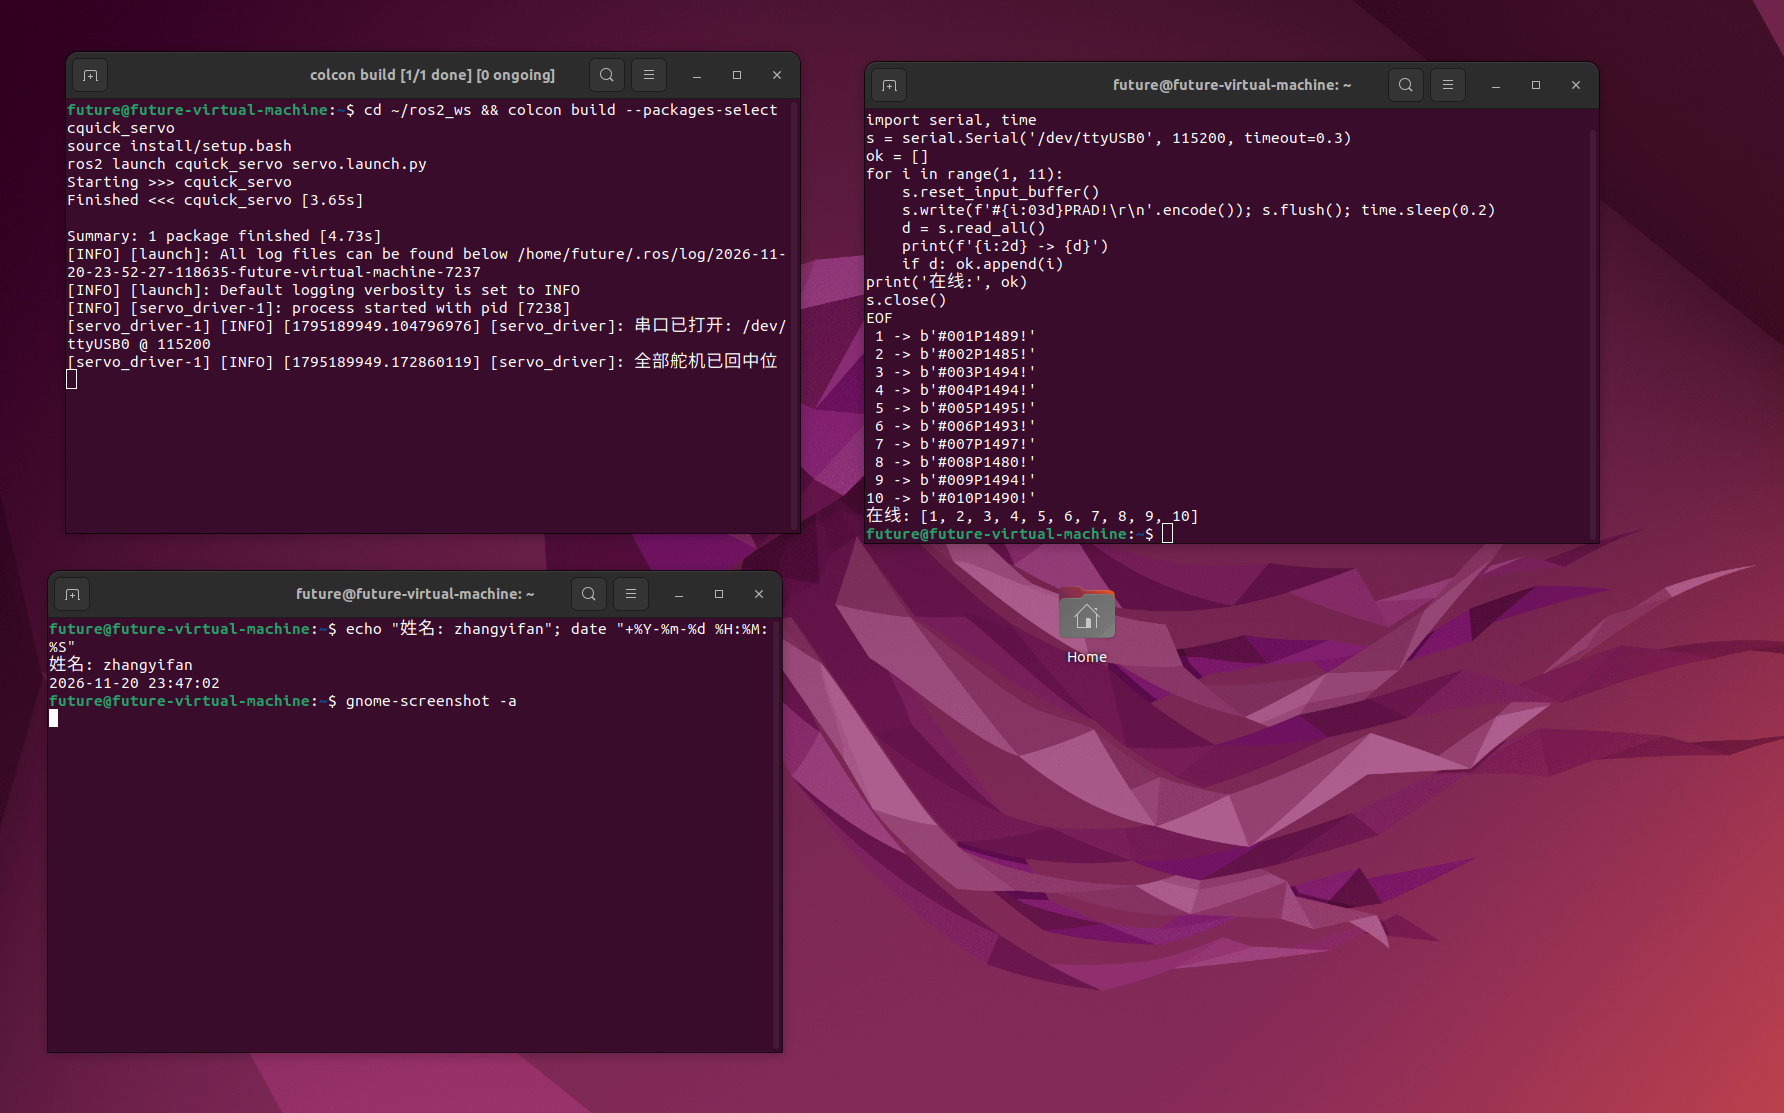 colcon build [1/1 done] [0 ongoing]
future@future-virtual-machine:~$ cd ~/ros2_ws && colcon build --packages-select
cquick_servo
source install/setup.bash
ros2 launch cquick_servo servo.launch.py
Starting >>> cquick_servo
Finished <<< cquick_servo [3.65s]
Summary: 1 package finished [4.73s]
[INFO] [launch]: All log files can be found below /home/future/.ros/log/2026-11-
20-23-52-27-118635-future-virtual-machine-7237
[INFO] [launch]: Default logging verbosity is set to INFO
[INFO] [servo_driver-1]: process started with pid [7238]
[servo_driver-1] [INFO] [1795189949.104796976] [servo_driver]: 串口已打开: /dev/
ttyUSB0 @ 115200
[servo_driver-1] [INFO] [1795189949.172860119] [servo_driver]: 全部舵机已回中位
future@future-virtual-machine: ~
import serial, time
s = serial.Serial('/dev/ttyUSB0', 115200, timeout=0.3)
ok = []
for i in range(1, 11):
    s.reset_input_buffer()
    s.write(f'#{i:03d}PRAD!\r\n'.encode()); s.flush(); time.sleep(0.2)
    d = s.read_all()
    print(f'{i:2d} -> {d}')
    if d: ok.append(i)
print('在线:', ok)
s.close()
EOF
 1 -> b'#001P1489!'
 2 -> b'#002P1485!'
 3 -> b'#003P1494!'
 4 -> b'#004P1494!'
 5 -> b'#005P1495!'
 6 -> b'#006P1493!'
 7 -> b'#007P1497!'
 8 -> b'#008P1480!'
 9 -> b'#009P1494!'
10 -> b'#010P1490!'
在线: [1, 2, 3, 4, 5, 6, 7, 8, 9, 10]
future@future-virtual-machine:~$
future@future-virtual-machine: ~
future@future-virtual-machine:~$ echo "姓名: zhangyifan"; date "+%Y-%m-%d %H:%M:
%S"
姓名: zhangyifan
2026-11-20 23:47:02
future@future-virtual-machine:~$ gnome-screenshot -a
Home